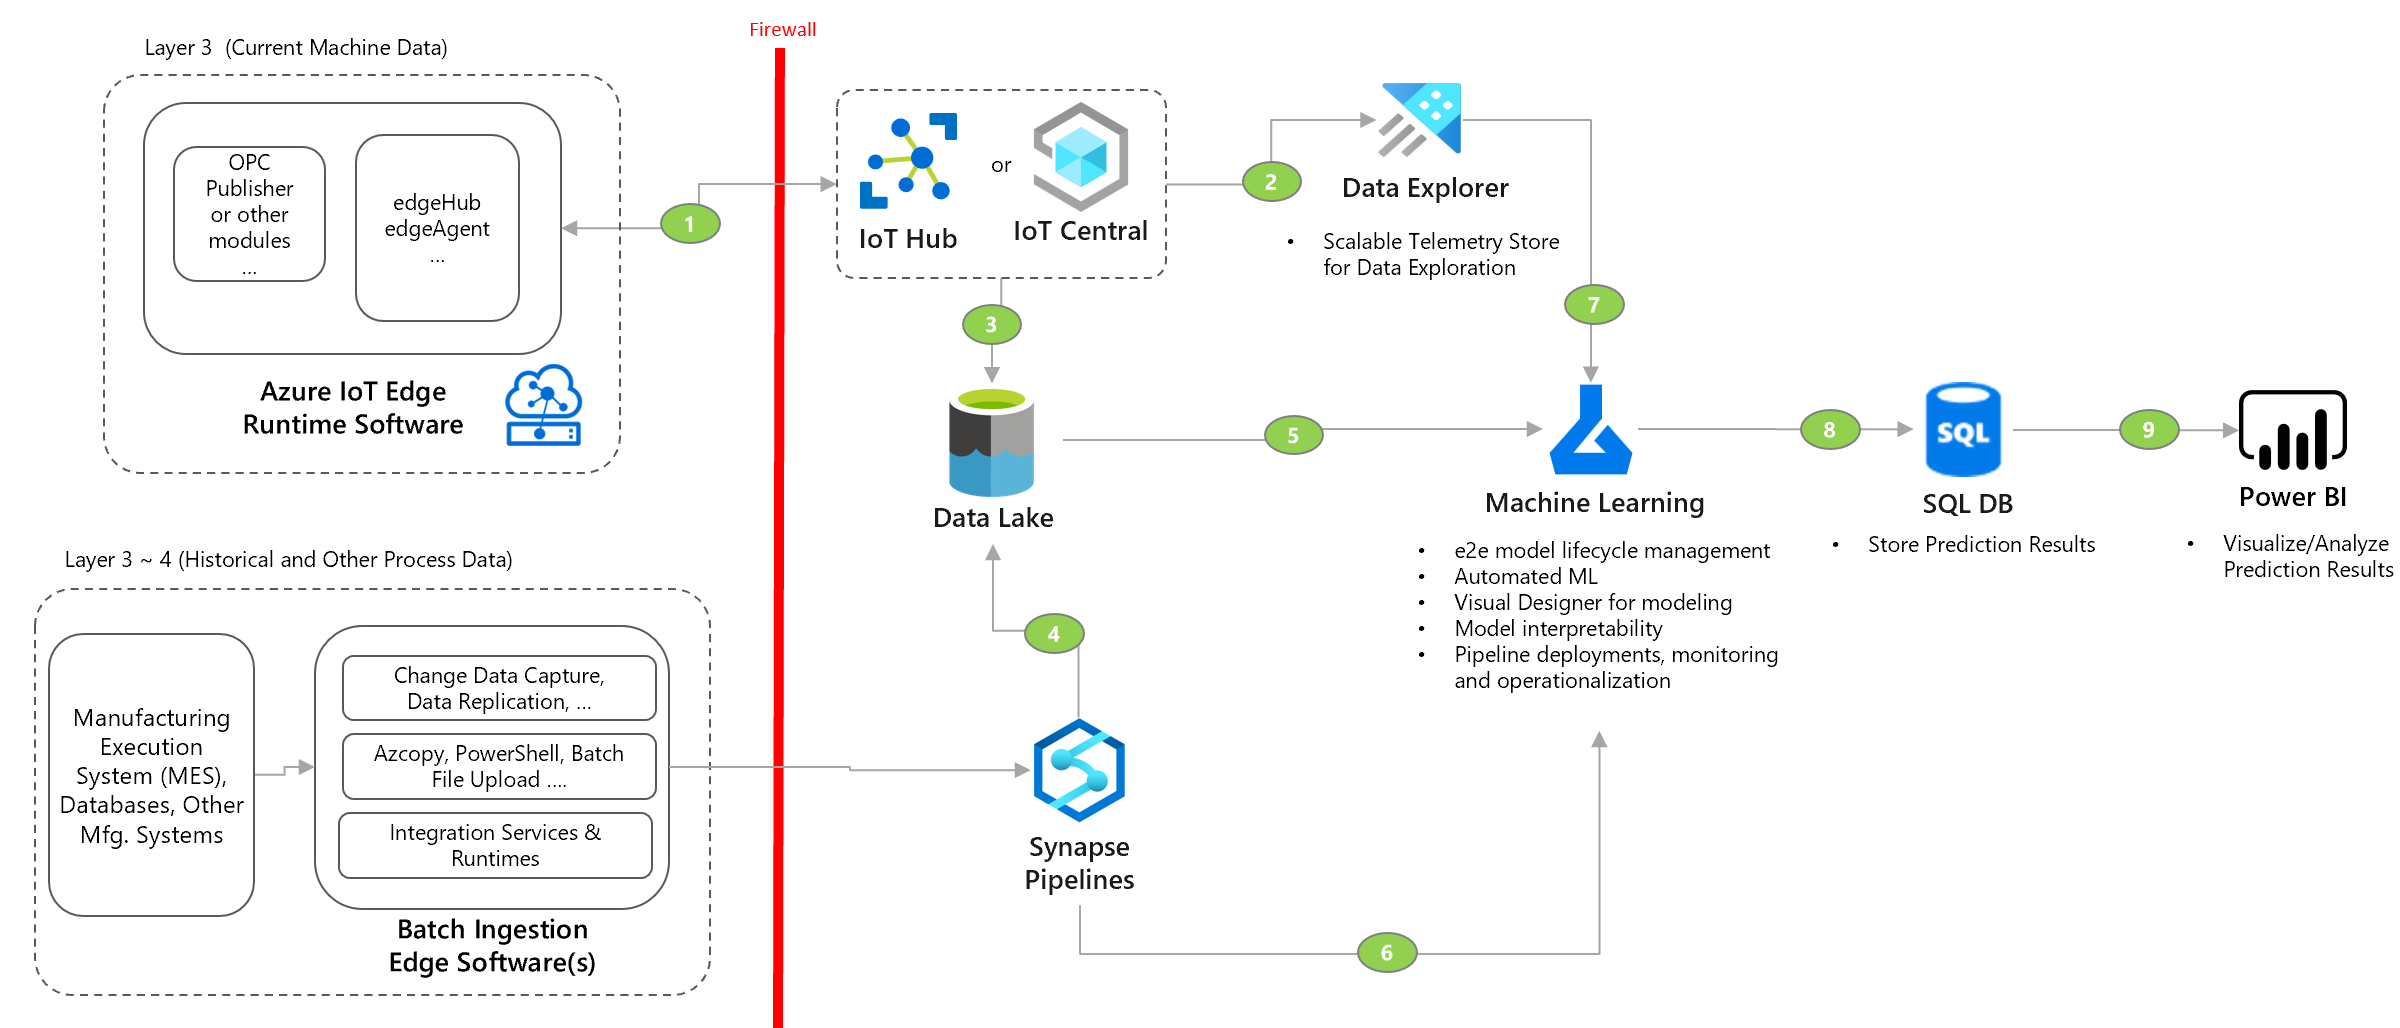 Firewall
Layer 3  (Current Machine Data)
OPC
Publisher
or other
modules
...
edgeHub
edgeAgent
...
Azure IoT Edge
Runtime Software
1
IoT Hub
or
IoT Central
2
Data Explorer
• Scalable Telemetry Store
for Data Exploration
3
7
Data Lake
5
Machine Learning
• e2e model lifecycle management
• Automated ML
• Visual Designer for modeling
• Model interpretability
• Pipeline deployments, monitoring
and operationalization
8
SQL
SQL DB
• Store Prediction Results
9
Power BI
• Visualize/Analyze
Prediction Results
Layer 3 ~ 4 (Historical and Other Process Data)
Manufacturing
Execution
System (MES),
Databases, Other
Mfg. Systems
Change Data Capture,
Data Replication, ...
Azcopy, PowerShell, Batch
File Upload ....
Integration Services &
Runtimes
Batch Ingestion
Edge Software(s)
4
Synapse
Pipelines
6